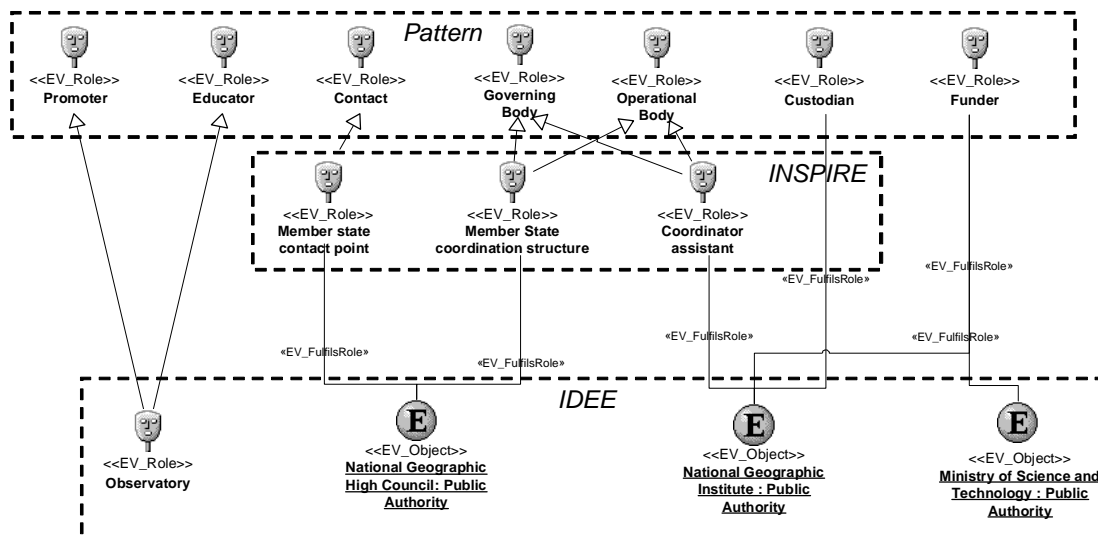 Pattern
<<EV_Role>>
Promoter
<<EV_Role>>
Educator
<<EV_Role>>
Contact
<<EV_Role>>
Governing
Body
<<EV_Role>>
Operational
Body
<<EV_Role>>
Custodian
<<EV_Role>>
Funder
INSPIRE
<<EV_Role>>
Member state
contact point
<<EV_Role>>
Member State
coordination structure
<<EV_Role>>
Coordinator
assistant
«EV_FulfilsRole»
«EV_FulfilsRole»
«EV_FulfilsRole»
«EV_FulfilsRole»
«EV_FulfilsRole»
«EV_FulfilsRole»
IDEE
<<EV_Role>>
Observatory
E
<<EV_Object>>
National Geographic
High Council: Public
Authority
E
<<EV_Object>>
National Geographic
Institute : Public
Authority
E
<<EV_Object>>
Ministry of Science and
Technology : Public
Authority